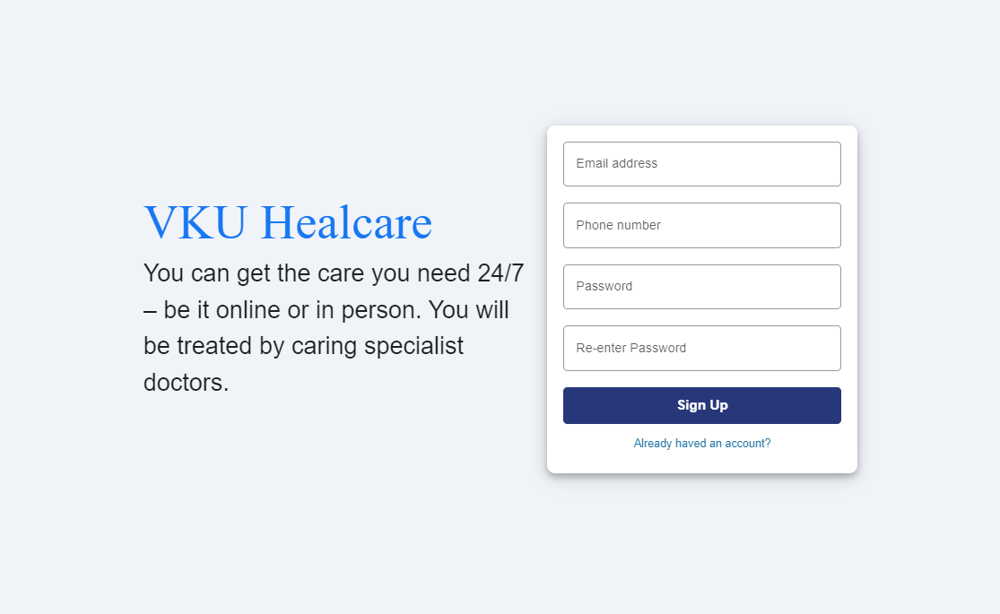 VKU Healcare
You can get the care you need 24/7
– be it online or in person. You will
be treated by caring specialist
doctors.
Email address
Phone number
Password
Re-enter Password
Sign Up
Already haved an account?